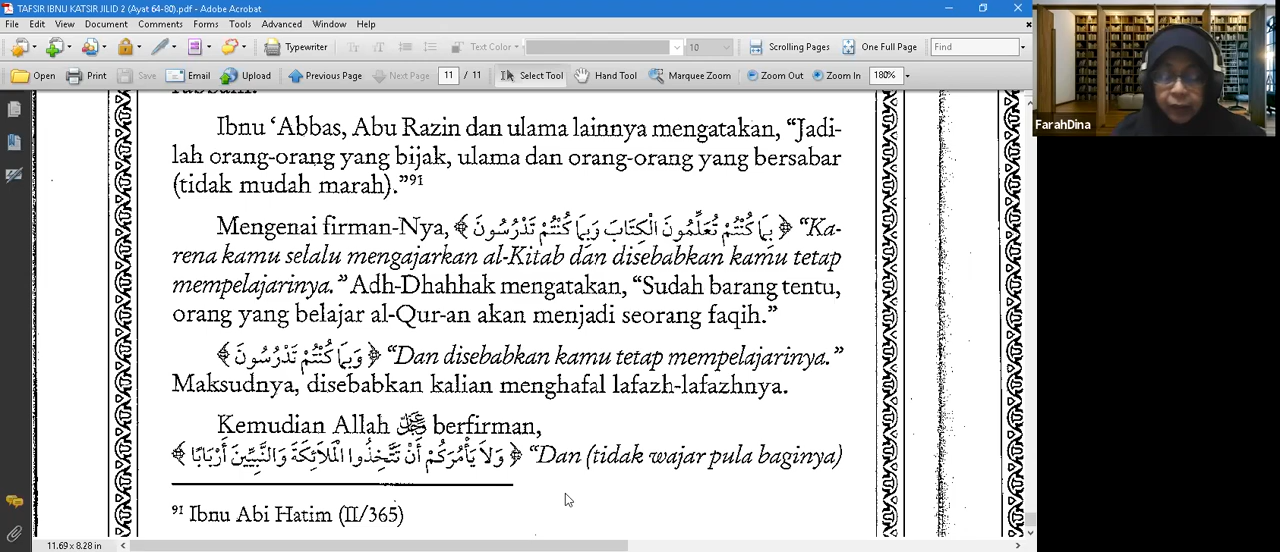 TAFSIR IBNU KATSIR JILID 2 (Ayat 64-80).pdf - Adobe Acrobat
File Edit View Document Comments Forms Tools Advanced Window Help
Typewriter Text Color 10 Scrolling Pages One Full Page Find
Open Print Save Email Upload Previous Page Next Page 11 / 11 Select Tool Hand Tool Marquee Zoom Zoom Out Zoom In 180%
FarahDina
Ibnu ‘Abbas, Abu Razin dan ulama lainnya mengatakan, “Jadi-
lah orang-orang yang bijak, ulama dan orang-orang yang bersabar
(tidak mudah marah).”91
Mengenai firman-Nya, ﴿ بِمَا كُنْتُمْ تُعَلِّمُونَ الْكِتَابَ وَبِمَا كُنْتُمْ تَدْرُسُونَ ﴾ “Ka-
rena kamu selalu mengajarkan al-Kitab dan disebabkan kamu tetap
mempelajarinya.” Adh-Dhahhak mengatakan, “Sudah barang tentu,
orang yang belajar al-Qur-an akan menjadi seorang faqih.”
﴿ وَبِمَا كُنْتُمْ تَدْرُسُونَ ﴾ “Dan disebabkan kamu tetap mempelajarinya.”
Maksudnya, disebabkan kalian menghafal lafazh-lafazhnya.
Kemudian Allah berfirman,
﴿ وَلاَ يَأْمُرَكُمْ أَنْ تَتَّخِذُوا الْمَلاَئِكَةَ وَالنَّبِيِّينَ أَرْبَابًا ﴾ “Dan (tidak wajar pula baginya)
91 Ibnu Abi Hatim (II/365)
11.69 x 8.28 in